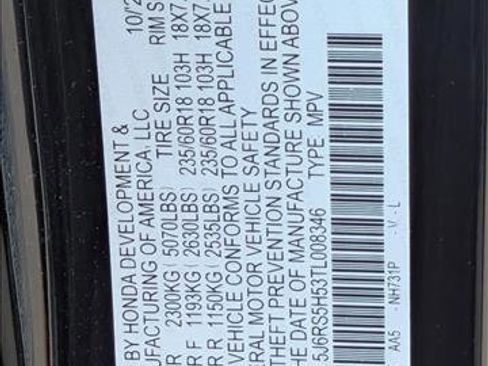 BY HONDA DEVELOPMENT & 10/2
UFACTURING OF AMERICA, LLC
R TIRE SIZE RIM S
R 2300KG (5070LBS)
R F 1193KG (2630LBS) 235/60R18 103H 18X7.
R R 1150KG (2535LBS) 235/60R18 103H 18X7.
VEHICLE CONFORMS TO ALL APPLICABLE
ERAL MOTOR VEHICLE SAFETY
THEFT PREVENTION STANDARDS IN EFFEC
HE DATE OF MANUFACTURE SHOWN ABOV
5J6RS5H53TL008346 TYPE MPV
AA5 -NH731P -V -L